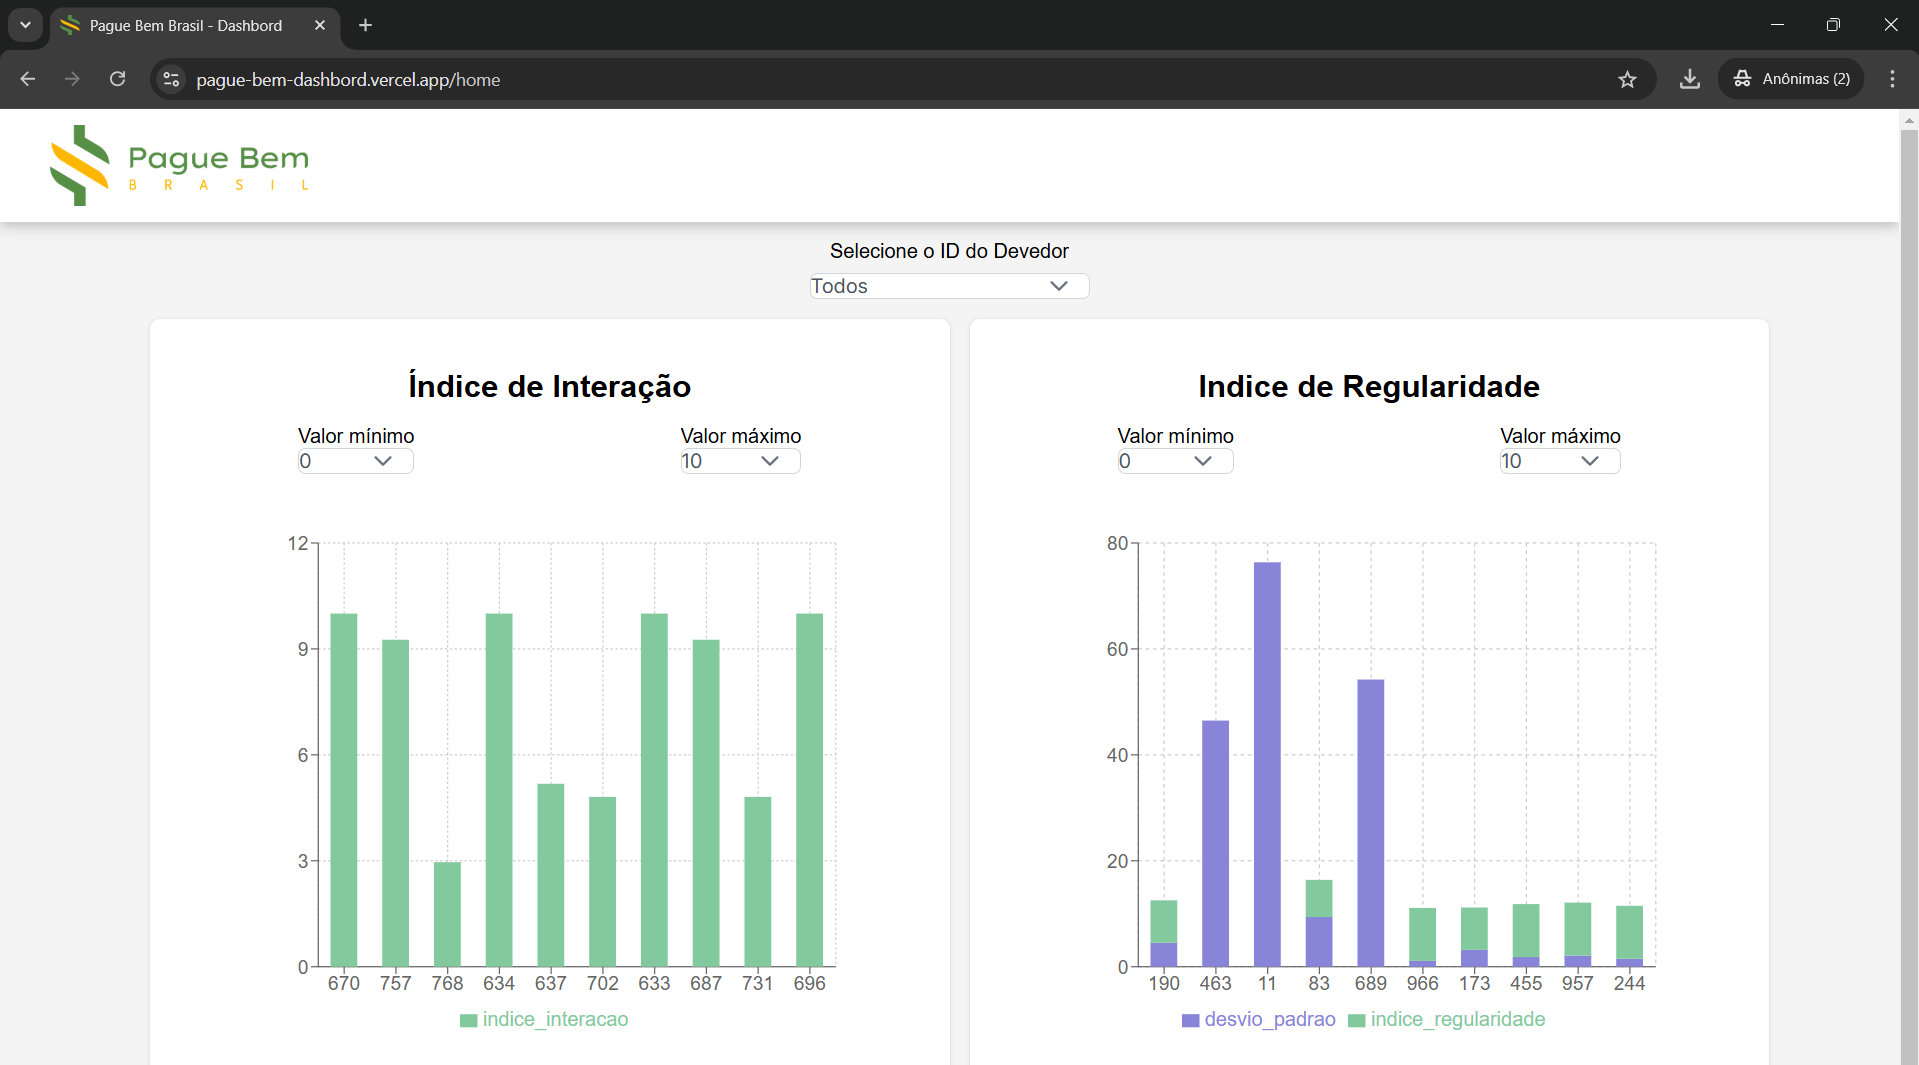 Pague Bem Brasil - Dashbord
pague-bem-dashbord.vercel.app/home
Anônimas (2)
Pague Bem
BRASIL
Selecione o ID do Devedor
Todos
Índice de Interação
Valor mínimo
Valor máximo
0
10
12
9
6
3
0
670 757 768 634 637 702 633 687 731 696
indice_interacao
Indice de Regularidade
Valor mínimo
Valor máximo
0
10
80
60
40
20
0
190 463 11 83 689 966 173 455 957 244
desvio_padrao indice_regularidade